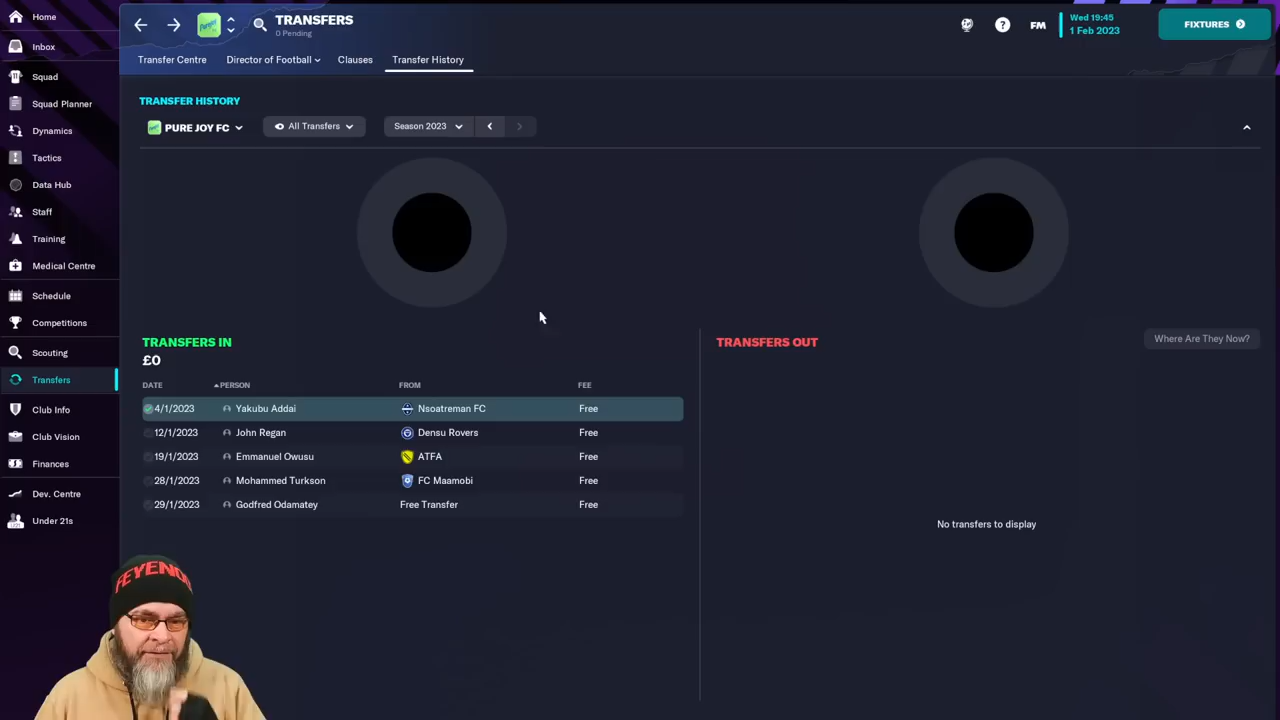 Home
Inbox
Squad
Squad Planner
Dynamics
Tactics
Data Hub
Staff
Training
Medical Centre
Schedule
Competitions
Scouting
Transfers
Club Info
Club Vision
Finances
Dev. Centre
Under 21s
TRANSFERS
0 Pending
FM
Wed 19:45
1 Feb 2023
FIXTURES
Transfer Centre Director of Football Clauses Transfer History
TRANSFER HISTORY
PURE JOY FC All Transfers Season 2023
TRANSFERS IN
£0
DATE PERSON FROM FEE
4/1/2023 Yakubu Addai Nsoatreman FC Free
12/1/2023 John Regan Densu Rovers Free
19/1/2023 Emmanuel Owusu ATFA Free
28/1/2023 Mohammed Turkson FC Maamobi Free
29/1/2023 Godfred Odamatey Free Transfer Free
TRANSFERS OUT
Where Are They Now?
No transfers to display
FEYENO